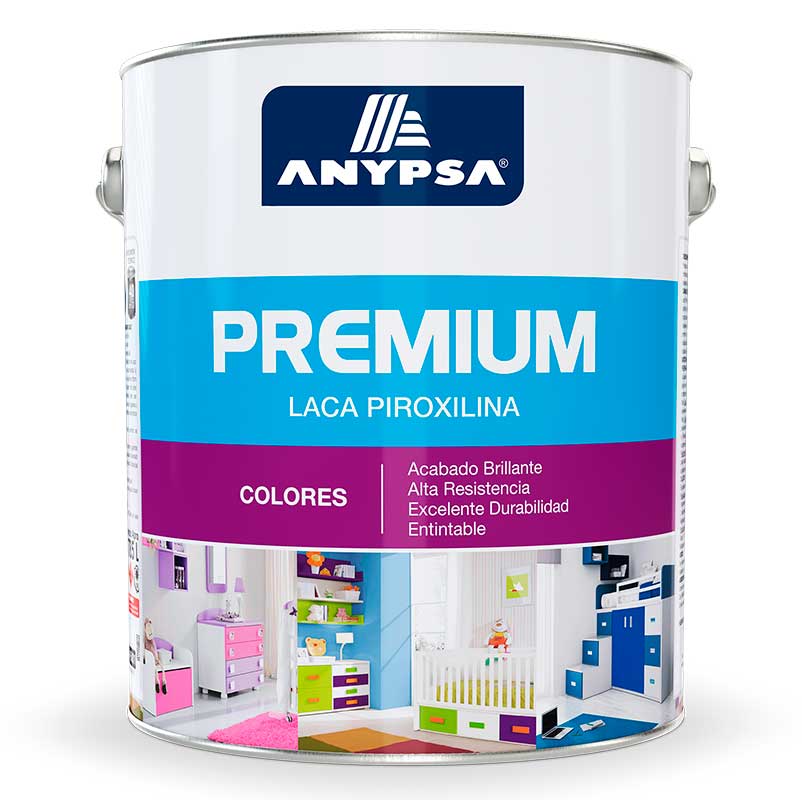 ANYPSA®
PREMIUM
LACA PIROXILINA
COLORES
Acabado Brillante
Alta Resistencia
Excelente Durabilidad
Entintable